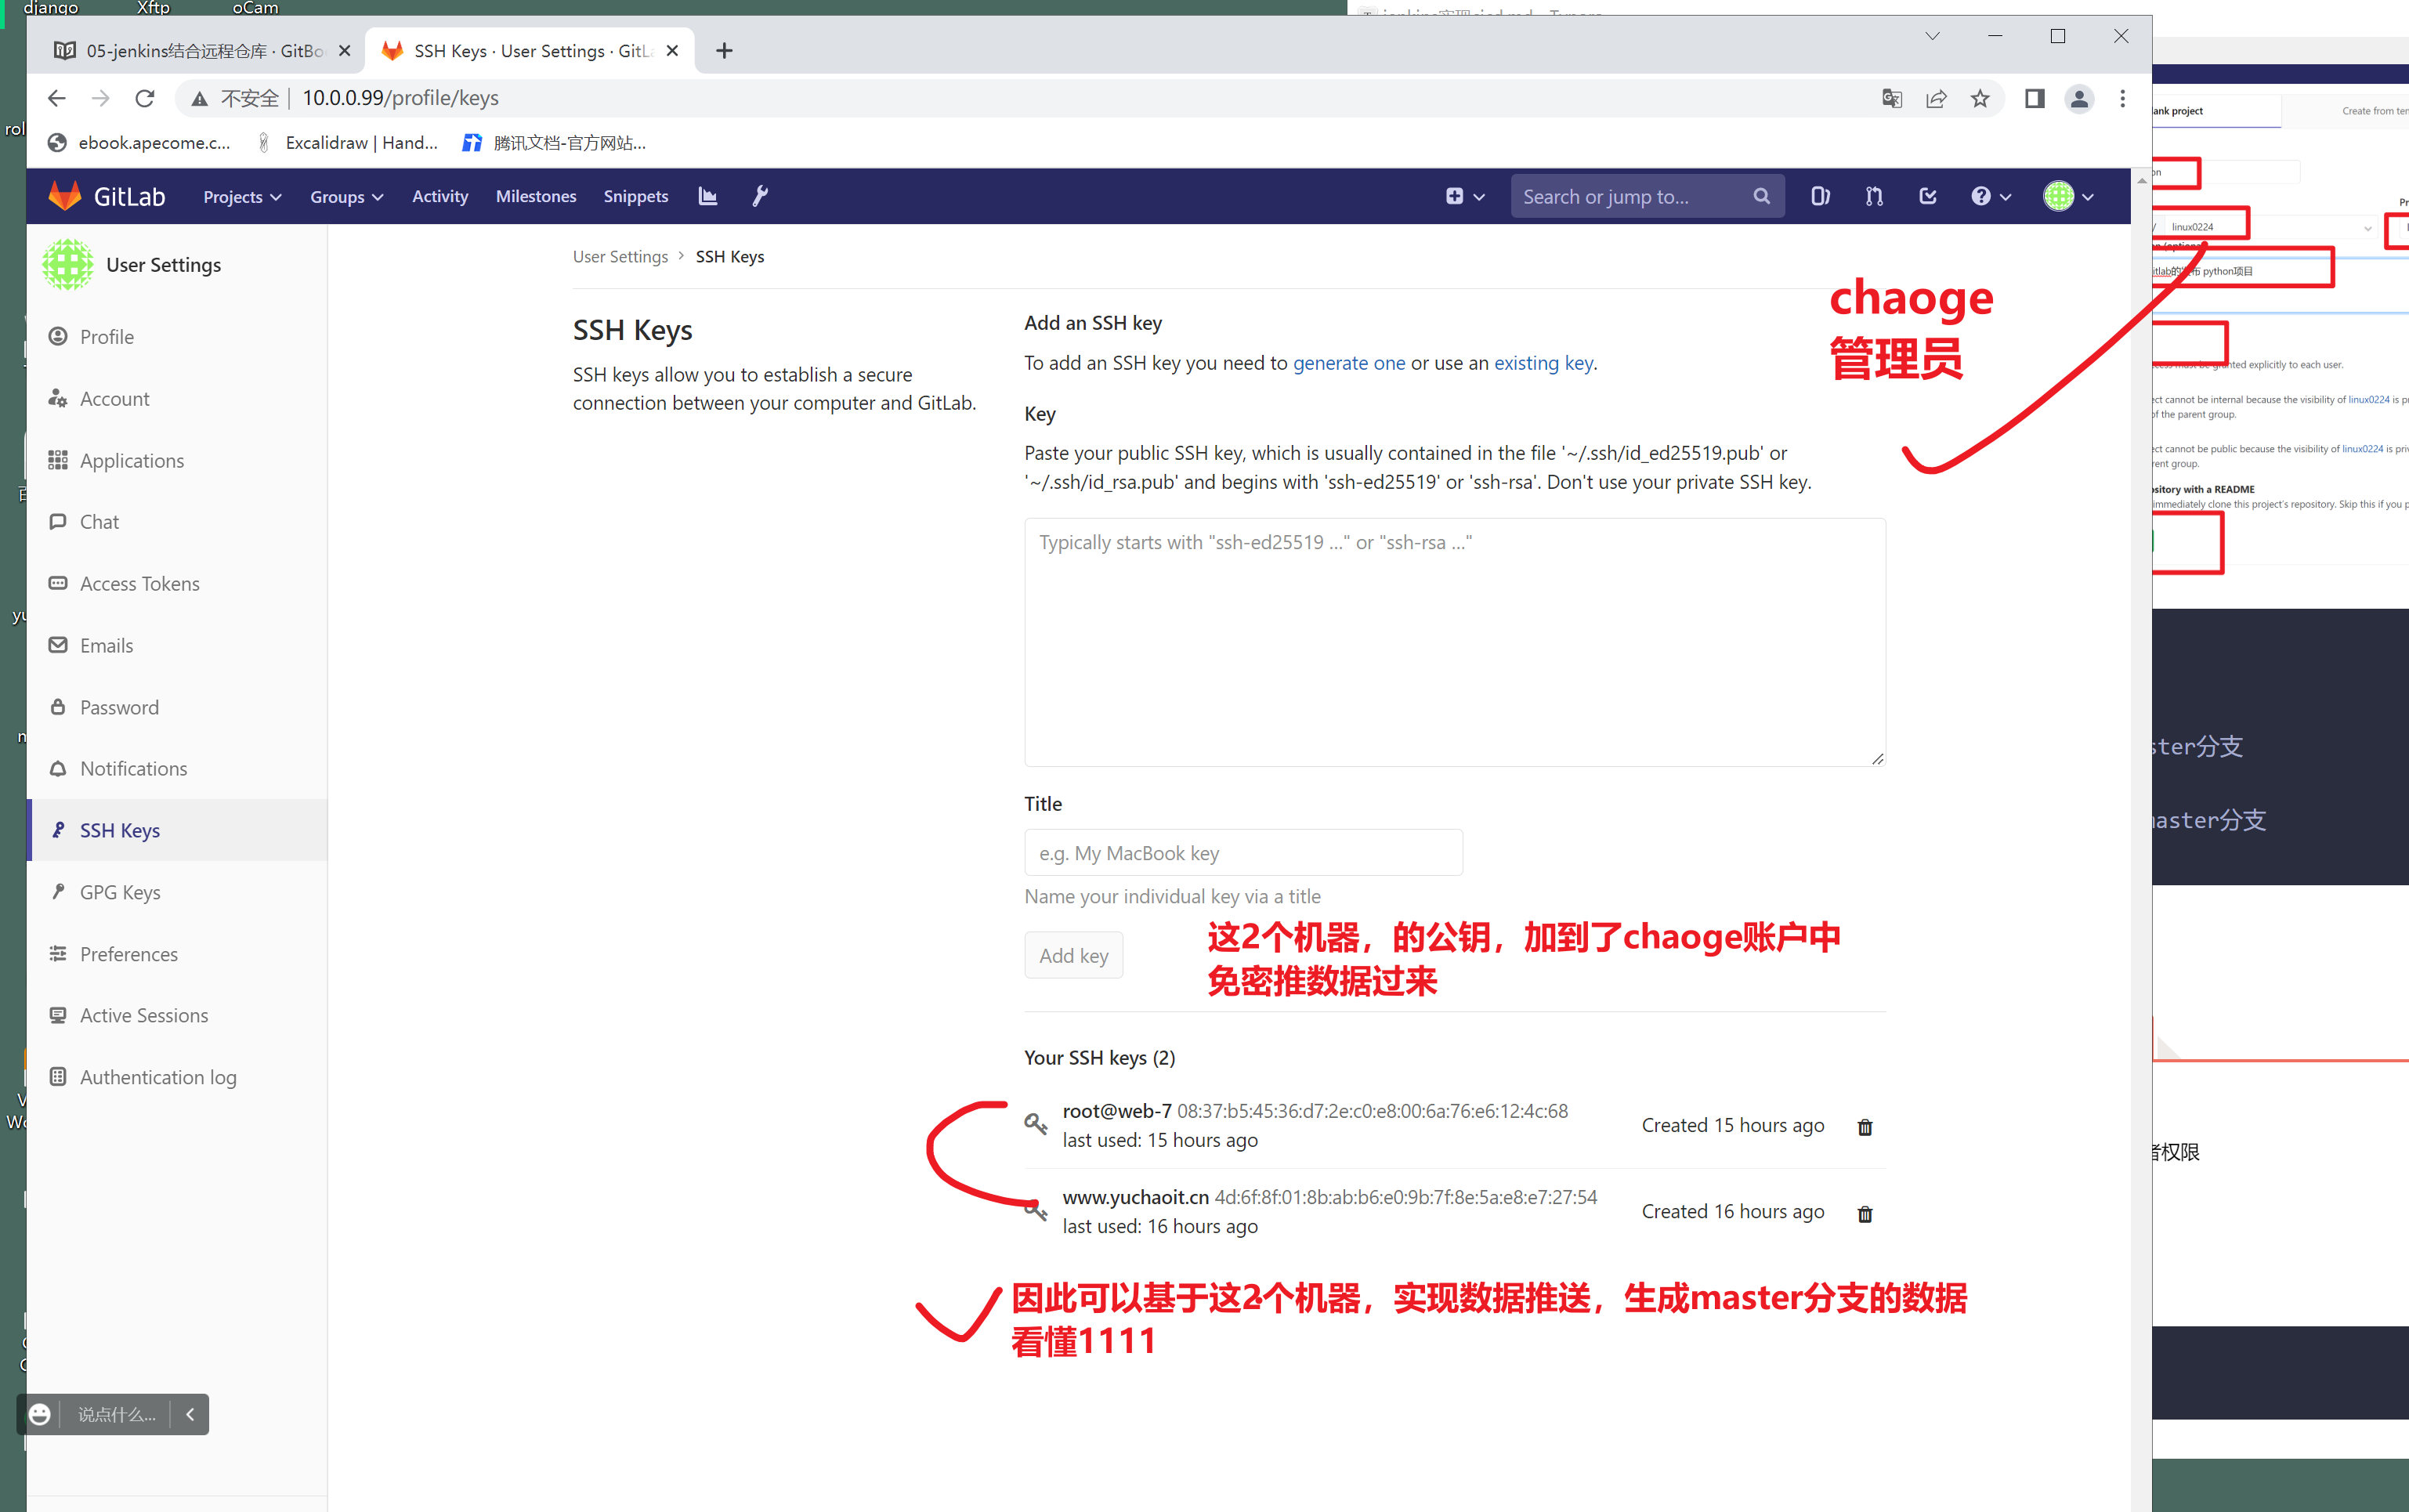 django
Xftp
oCam
05-jenkins结合远程仓库 · GitBo
SSH Keys · User Settings · GitLa
不安全
10.0.0.99/profile/keys
ebook.apecome.c...
Excalidraw | Hand...
腾讯文档-官方网站...
GitLab
Projects
Groups
Activity
Milestones
Snippets
Search or jump to...
User Settings
Profile
Account
Applications
Chat
Access Tokens
Emails
Password
Notifications
SSH Keys
GPG Keys
Preferences
Active Sessions
Authentication log
说点什么...
User Settings > SSH Keys
SSH Keys
SSH keys allow you to establish a secure
connection between your computer and GitLab.
Add an SSH key
To add an SSH key you need to generate one or use an existing key.
Key
Paste your public SSH key, which is usually contained in the file '~/.ssh/id_ed25519.pub' or
'~/.ssh/id_rsa.pub' and begins with 'ssh-ed25519' or 'ssh-rsa'. Don't use your private SSH key.
Typically starts with "ssh-ed25519 ..." or "ssh-rsa ..."
Title
e.g. My MacBook key
Name your individual key via a title
Add key
chaoge
管理员
这2个机器，的公钥，加到了chaoge账户中
免密推数据过来
Your SSH keys (2)
root@web-7 08:37:b5:45:36:d7:2e:c0:e8:00:6a:76:e6:12:4c:68
last used: 15 hours ago
Created 15 hours ago
www.yuchaoit.cn 4d:6f:8f:01:8b:ab:b6:e0:9b:7f:8e:5a:e8:e7:27:54
last used: 16 hours ago
Created 16 hours ago
因此可以基于这2个机器，实现数据推送，生成master分支的数据
看懂1111
ank project
Create from tem
on
Pr
/ linux0224
itlab的发布 python项目
cess must be granted explicitly to each user.
ct cannot be internal because the visibility of linux0224 is pr
of the parent group.
ct cannot be public because the visibility of linux0224 is priv
rent group.
sitory with a README
immediately clone this project's repository. Skip this if you p
ster分支
master分支
者权限